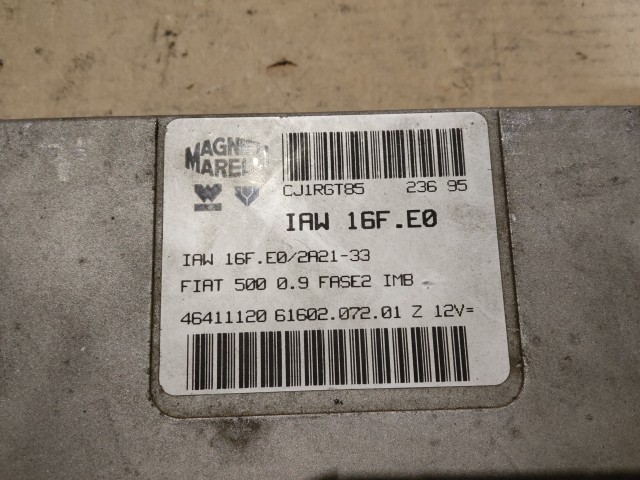 MAGNETI
MARELLI
CJ1RGT85 236 95
IAW 16F.E0
IAW 16F.E0/2A21-33
FIAT 500 0.9 FASE2 IMB
46411120 61602.072.01 Z 12V=